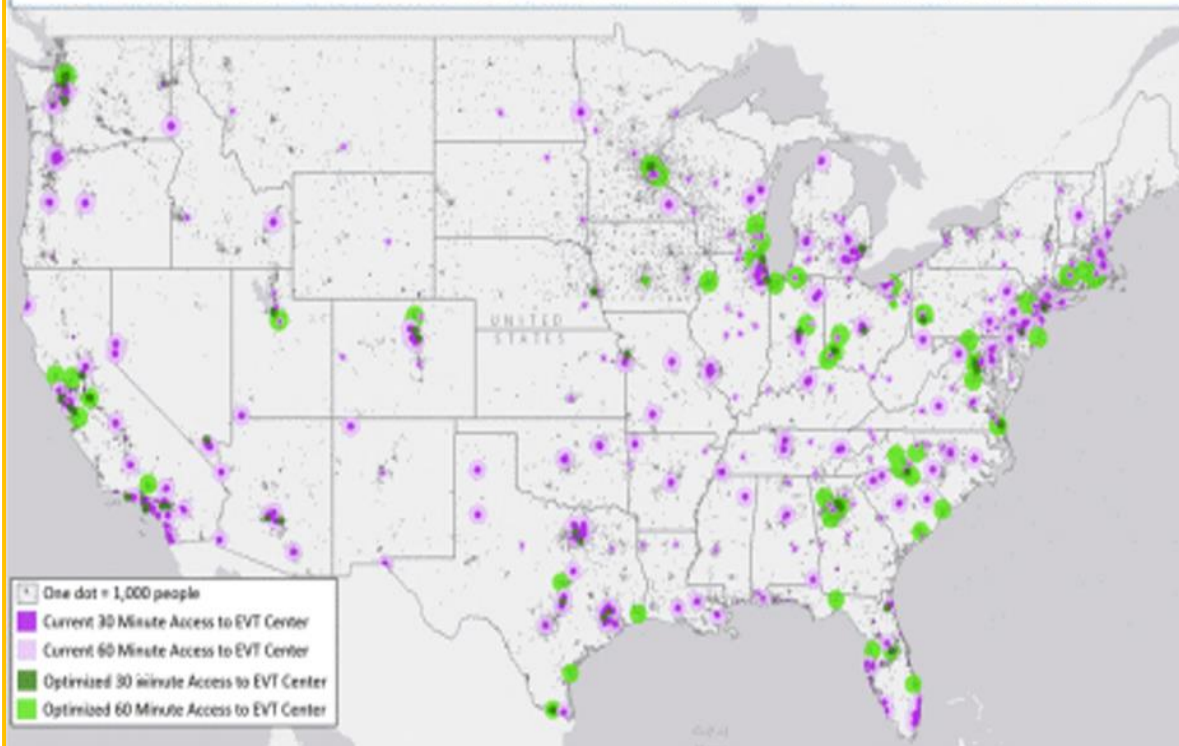 UNITED
STATES
One dot = 1,000 people
Current 30 Minute Access to EVT Center
Current 60 Minute Access to EVT Center
Optimized 30 minute Access to EVT Center
Optimized 60 Minute Access to EVT Center